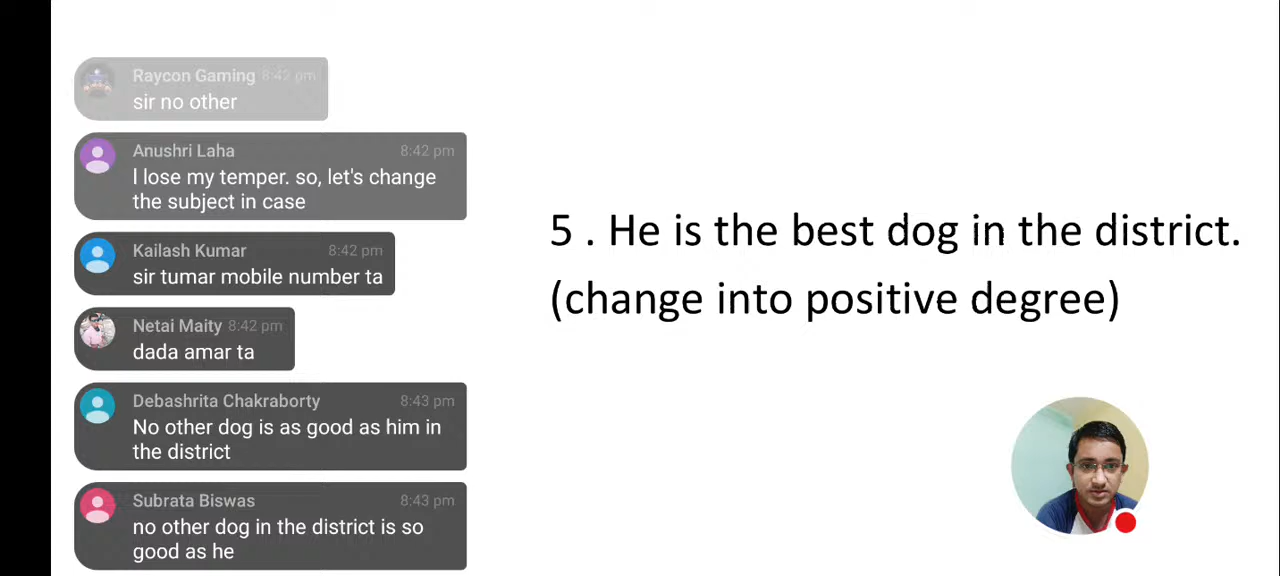 Raycon Gaming 8:42 pm
sir no other
Anushri Laha 8:42 pm
I lose my temper. so, let's change
the subject in case
Kailash Kumar 8:42 pm
sir tumar mobile number ta
Netai Maity 8:42 pm
dada amar ta
Debashrita Chakraborty 8:43 pm
No other dog is as good as him in
the district
Subrata Biswas 8:43 pm
no other dog in the district is so
good as he
5 . He is the best dog in the district.
(change into positive degree)